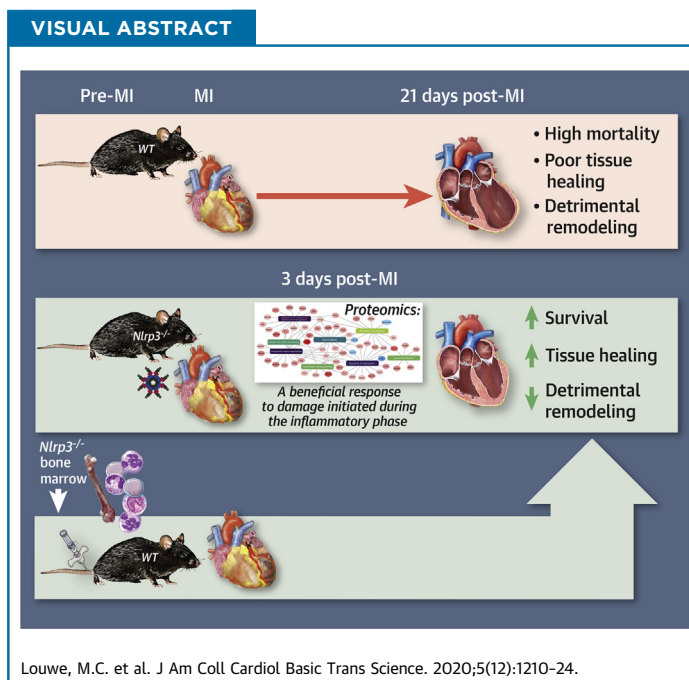 VISUAL ABSTRACT
Pre-MI MI 21 days post-MI
WT
• High mortality
• Poor tissue
healing
• Detrimental
remodeling
3 days post-MI
Nlrp3-/-
Proteomics:
A beneficial response
to damage initiated during
the inflammatory phase
Survival
Tissue healing
Detrimental
remodeling
Nlrp3-/-
bone
marrow
WT
Louwe, M.C. et al. J Am Coll Cardiol Basic Trans Science. 2020;5(12):1210–24.